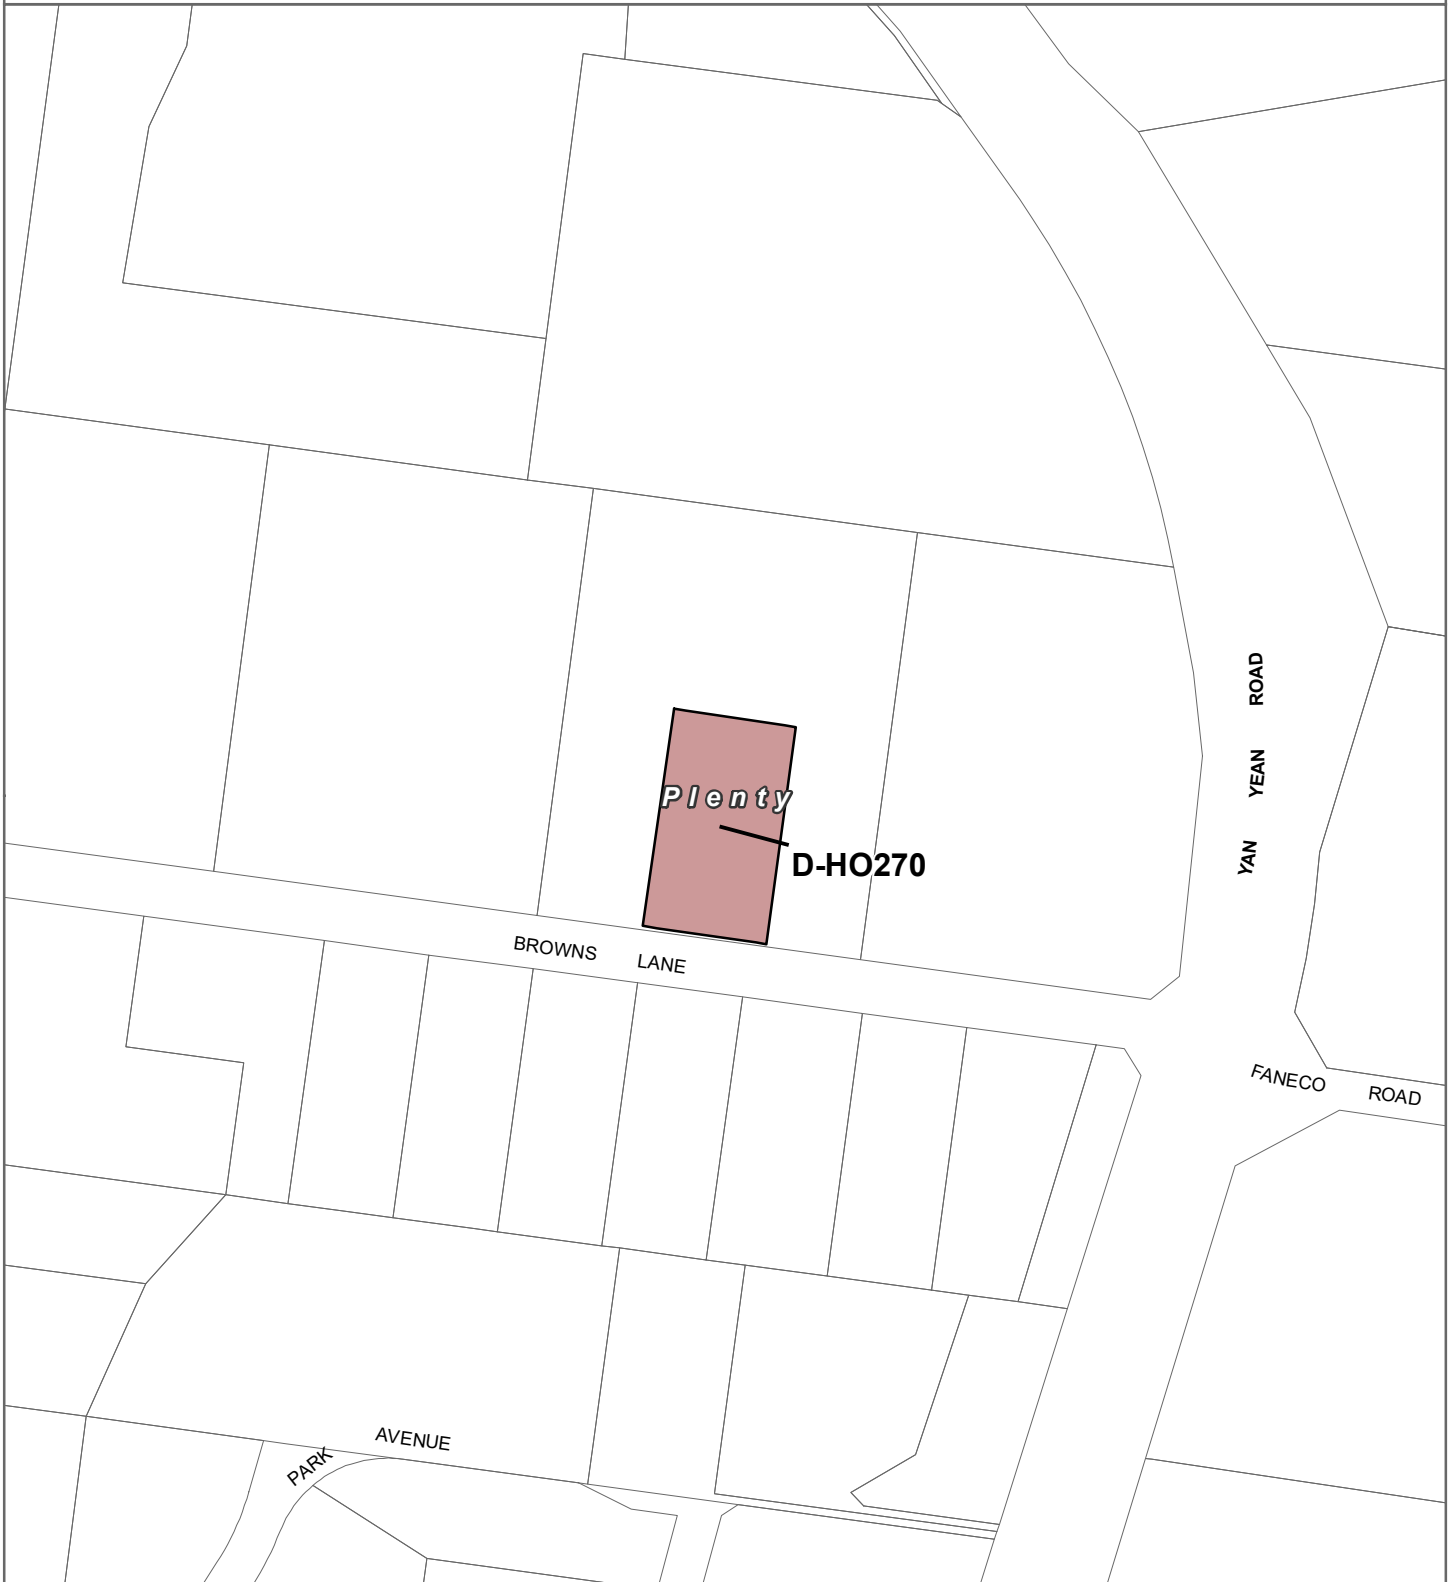 ROAD
YEAN
YAN
Plenty
D-HO270
BROWNS LANE
FANECO ROAD
AVENUE
PARK